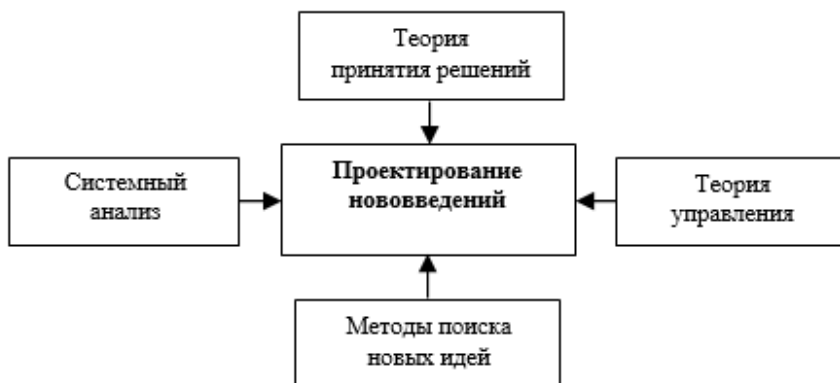 Теория
принятия решений
Системный
анализ
Проектирование
нововведений
Теория
управления
Методы поиска
новых идей